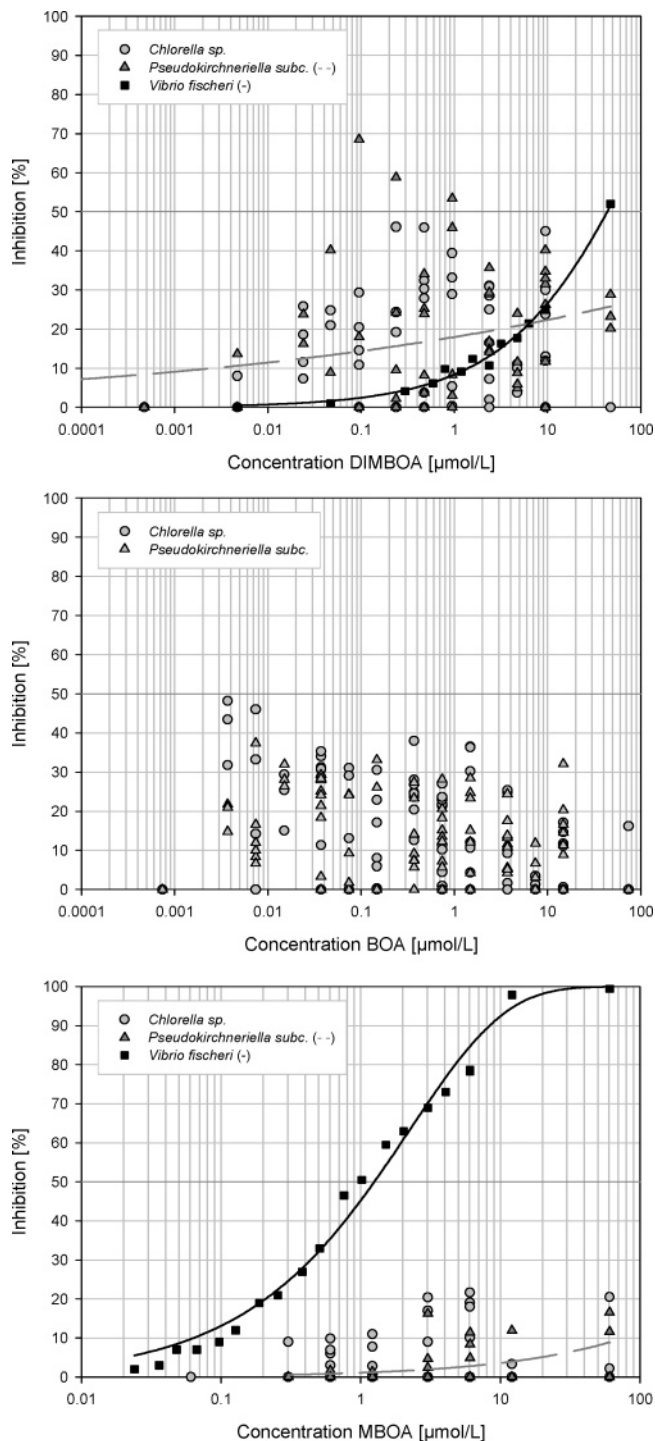 100
90
80
70
60
50
40
30
20
10
0
Inhibition [%]
Chlorella sp.
Pseudokirchneriella subc. (- -)
Vibrio fischeri (-)
0.0001 0.001 0.01 0.1 1 10 100
Concentration DIMBOA [µmol/L]
100
90
80
70
60
50
40
30
20
10
0
Inhibition [%]
Chlorella sp.
Pseudokirchneriella subc.
0.0001 0.001 0.01 0.1 1 10 100
Concentration BOA [µmol/L]
100
90
80
70
60
50
40
30
20
10
0
Inhibition [%]
Chlorella sp.
Pseudokirchneriella subc. (- -)
Vibrio fischeri (-)
0.01 0.1 1 10 100
Concentration MBOA [µmol/L]